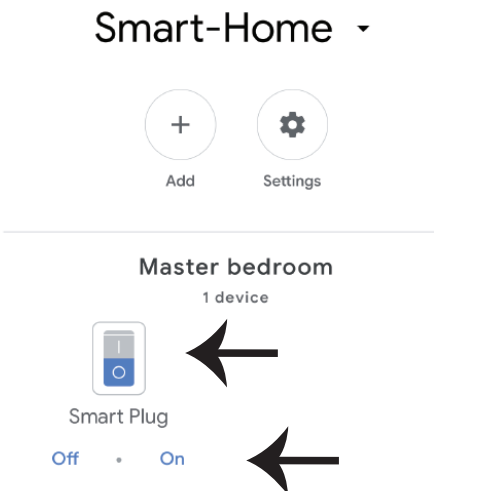 Smart-Home
Add Settings
Master bedroom
1 device
Smart Plug
Off • On